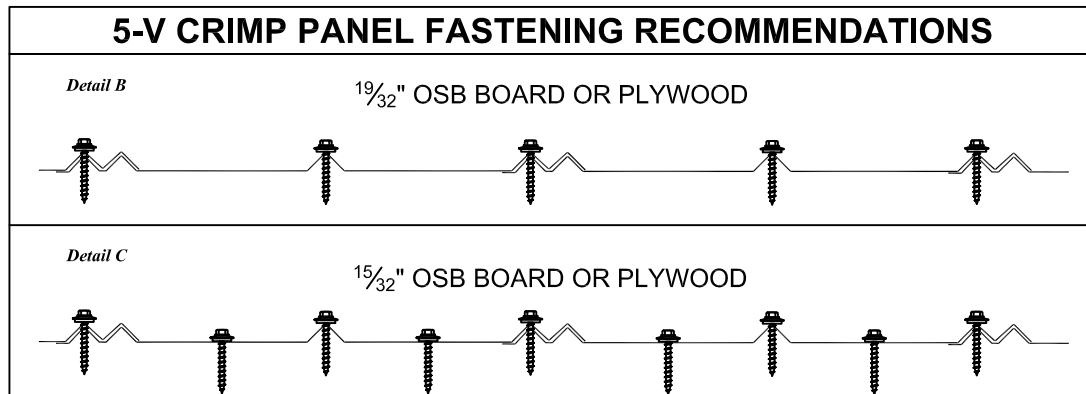 5-V CRIMP PANEL FASTENING RECOMMENDATIONS
Detail B
19/32" OSB BOARD OR PLYWOOD
Detail C
15/32" OSB BOARD OR PLYWOOD